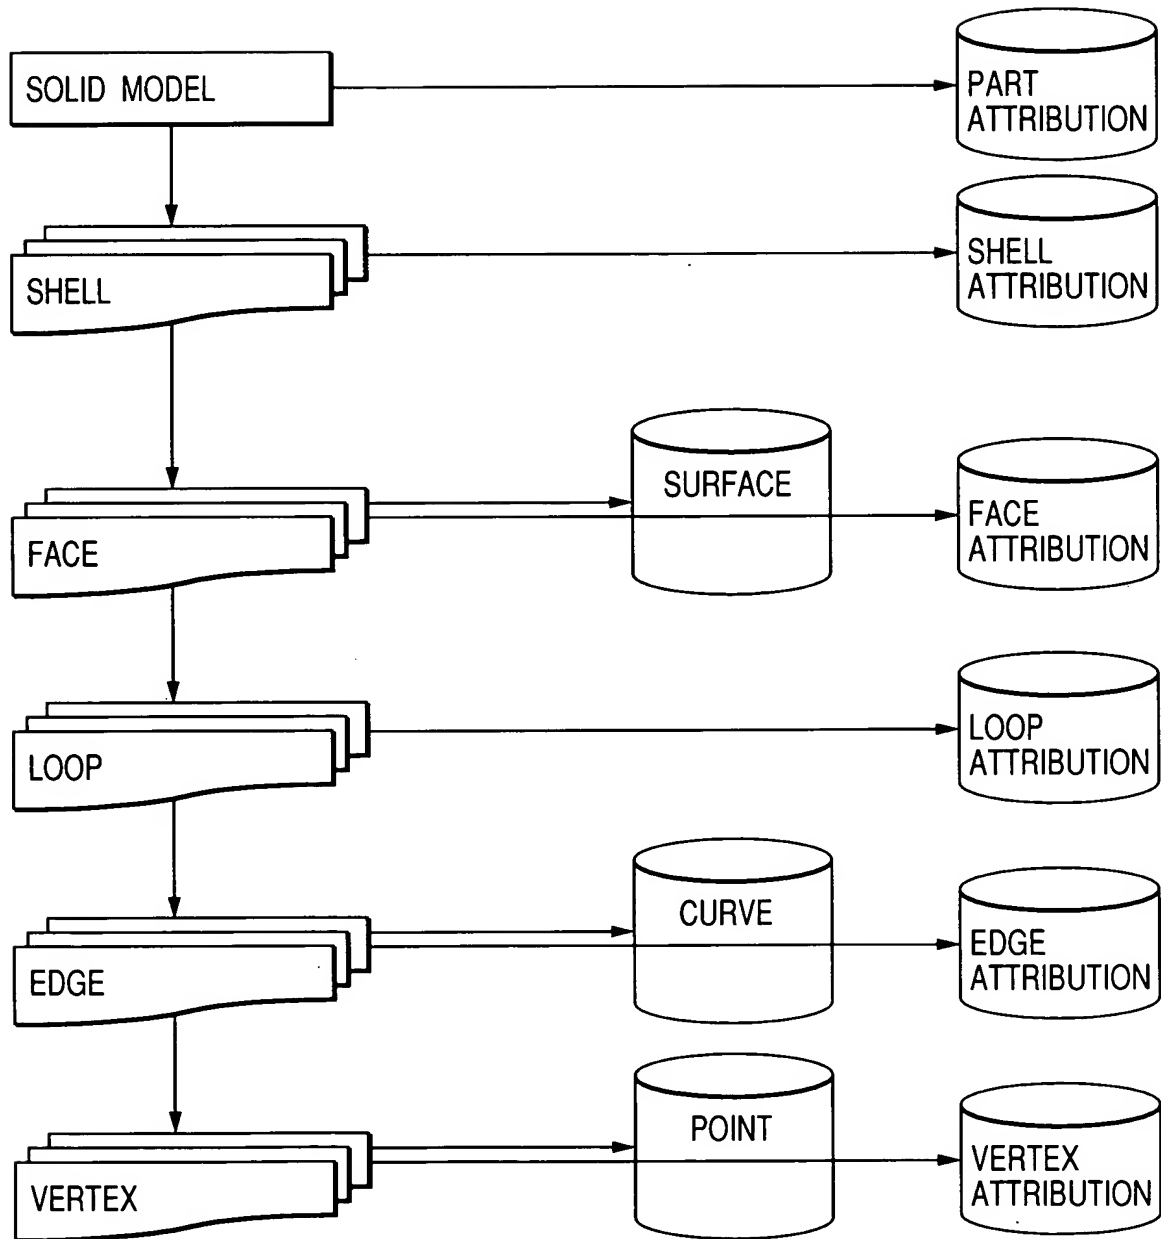 SOLID MODEL
PART
ATTRIBUTION
SHELL
SHELL
ATTRIBUTION
FACE
SURFACE
FACE
ATTRIBUTION
LOOP
LOOP
ATTRIBUTION
EDGE
CURVE
EDGE
ATTRIBUTION
VERTEX
POINT
VERTEX
ATTRIBUTION